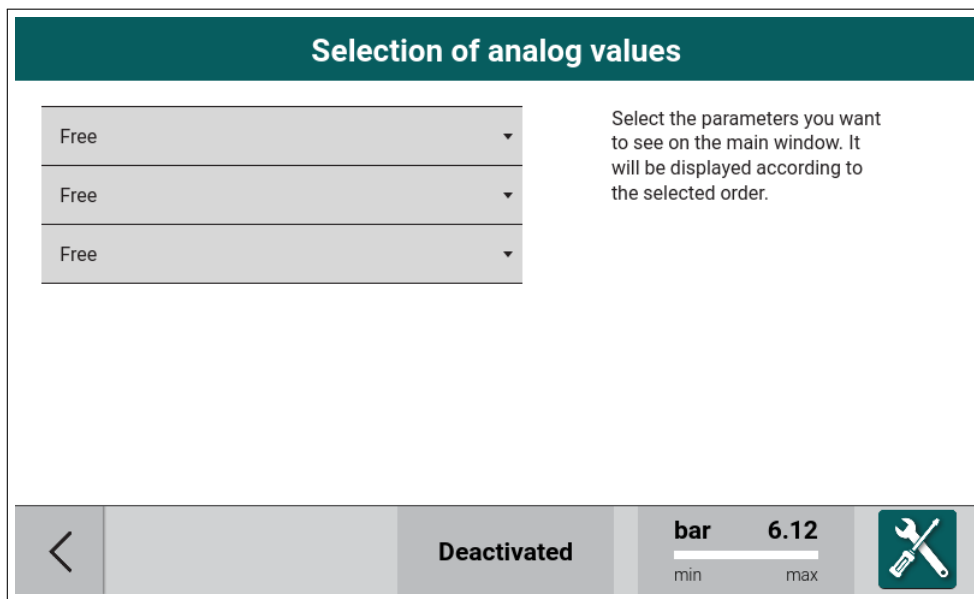 Selection of analog values
Free
Free
Free
Select the parameters you want
to see on the main window. It
will be displayed according to
the selected order.
Deactivated
bar 6.12
min max